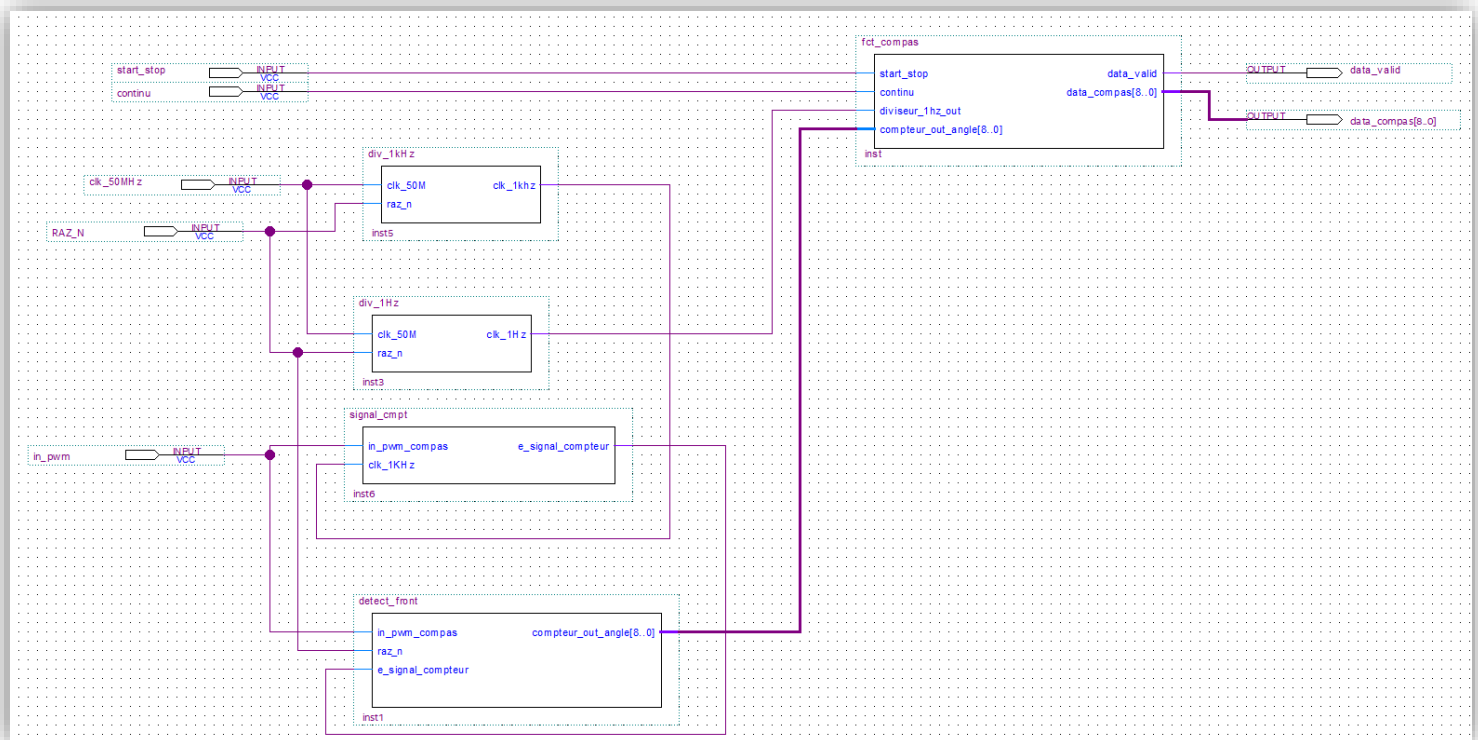 fct_compas
start_stop
INPUT
VCC
continu
INPUT
VCC
start_stop
continu
diviseur_1hz_out
compteur_out_angle[8..0]
data_valid
data_compas[8..0]
inst
OUTPUT
data_valid
OUTPUT
data_compas[8..0]
div_1kHz
clk_50MHz
INPUT
VCC
clk_50M
raz_n
clk_1khz
inst5
RAZ_N
INPUT
VCC
div_1Hz
clk_50M
raz_n
clk_1Hz
inst3
signal_cmpt
in_pwm
INPUT
VCC
in_pwm_compas
clk_1KHz
e_signal_compteur
inst6
detect_front
in_pwm_compas
raz_n
e_signal_compteur
compteur_out_angle[8..0]
inst1